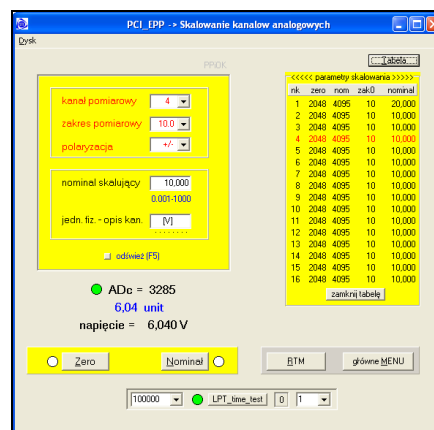 PCI_EPP -> Skalowanie kanalow analogowych
Dysk
PPiOK
Tabela
<<<<< parametry skalowania >>>>>
nk zero nom zak0 nominal
1 2048 4095 10 20,000
2 2048 4095 10 10,000
3 2048 4095 10 10,000
4 2048 4095 10 10,000
5 2048 4095 10 10,000
6 2048 4095 10 10,000
7 2048 4095 10 10,000
8 2048 4095 10 10,000
9 2048 4095 10 10,000
10 2048 4095 10 10,000
11 2048 4095 10 10,000
12 2048 4095 10 10,000
13 2048 4095 10 10,000
14 2048 4095 10 10,000
15 2048 4095 10 10,000
16 2048 4095 10 10,000
zamknij tabelę
kanał pomiarowy 4
zakres pomiarowy 10.0
polaryzacja +/-
nominał skalujący 10,000
0.001-1000
jedn. fiz. - opis kan. [V]
odśwież (F5)
ADc = 3285
6,04 unit
napięcie = 6,040 V
Zero Nominał
RTM główne MENU
100000 LPT_time_test 0 1